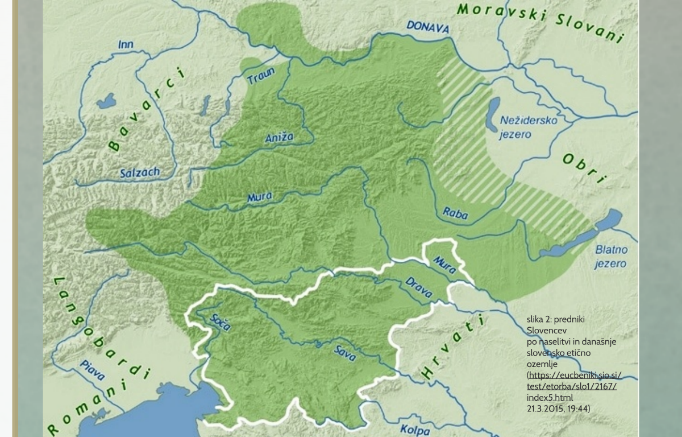 Moravski Slovani
DONAVA
Inn
Bavarci
Traun
Nežidersko
jezero
Aniža
Obri
Salzach
Mura
Raba
Blatno
jezero
Mura
Drava
Langobardi
Soča
Sava
Hrvati
Piava
Romani
Kolpa
slika 2: predniki
Slovencev
po naselitvi in današnje
slovensko etično
ozemlje
(https://eucbeniki.sio.si/
test/etorba/slo1/2167/
index5.html
21.3.2015, 19:44)